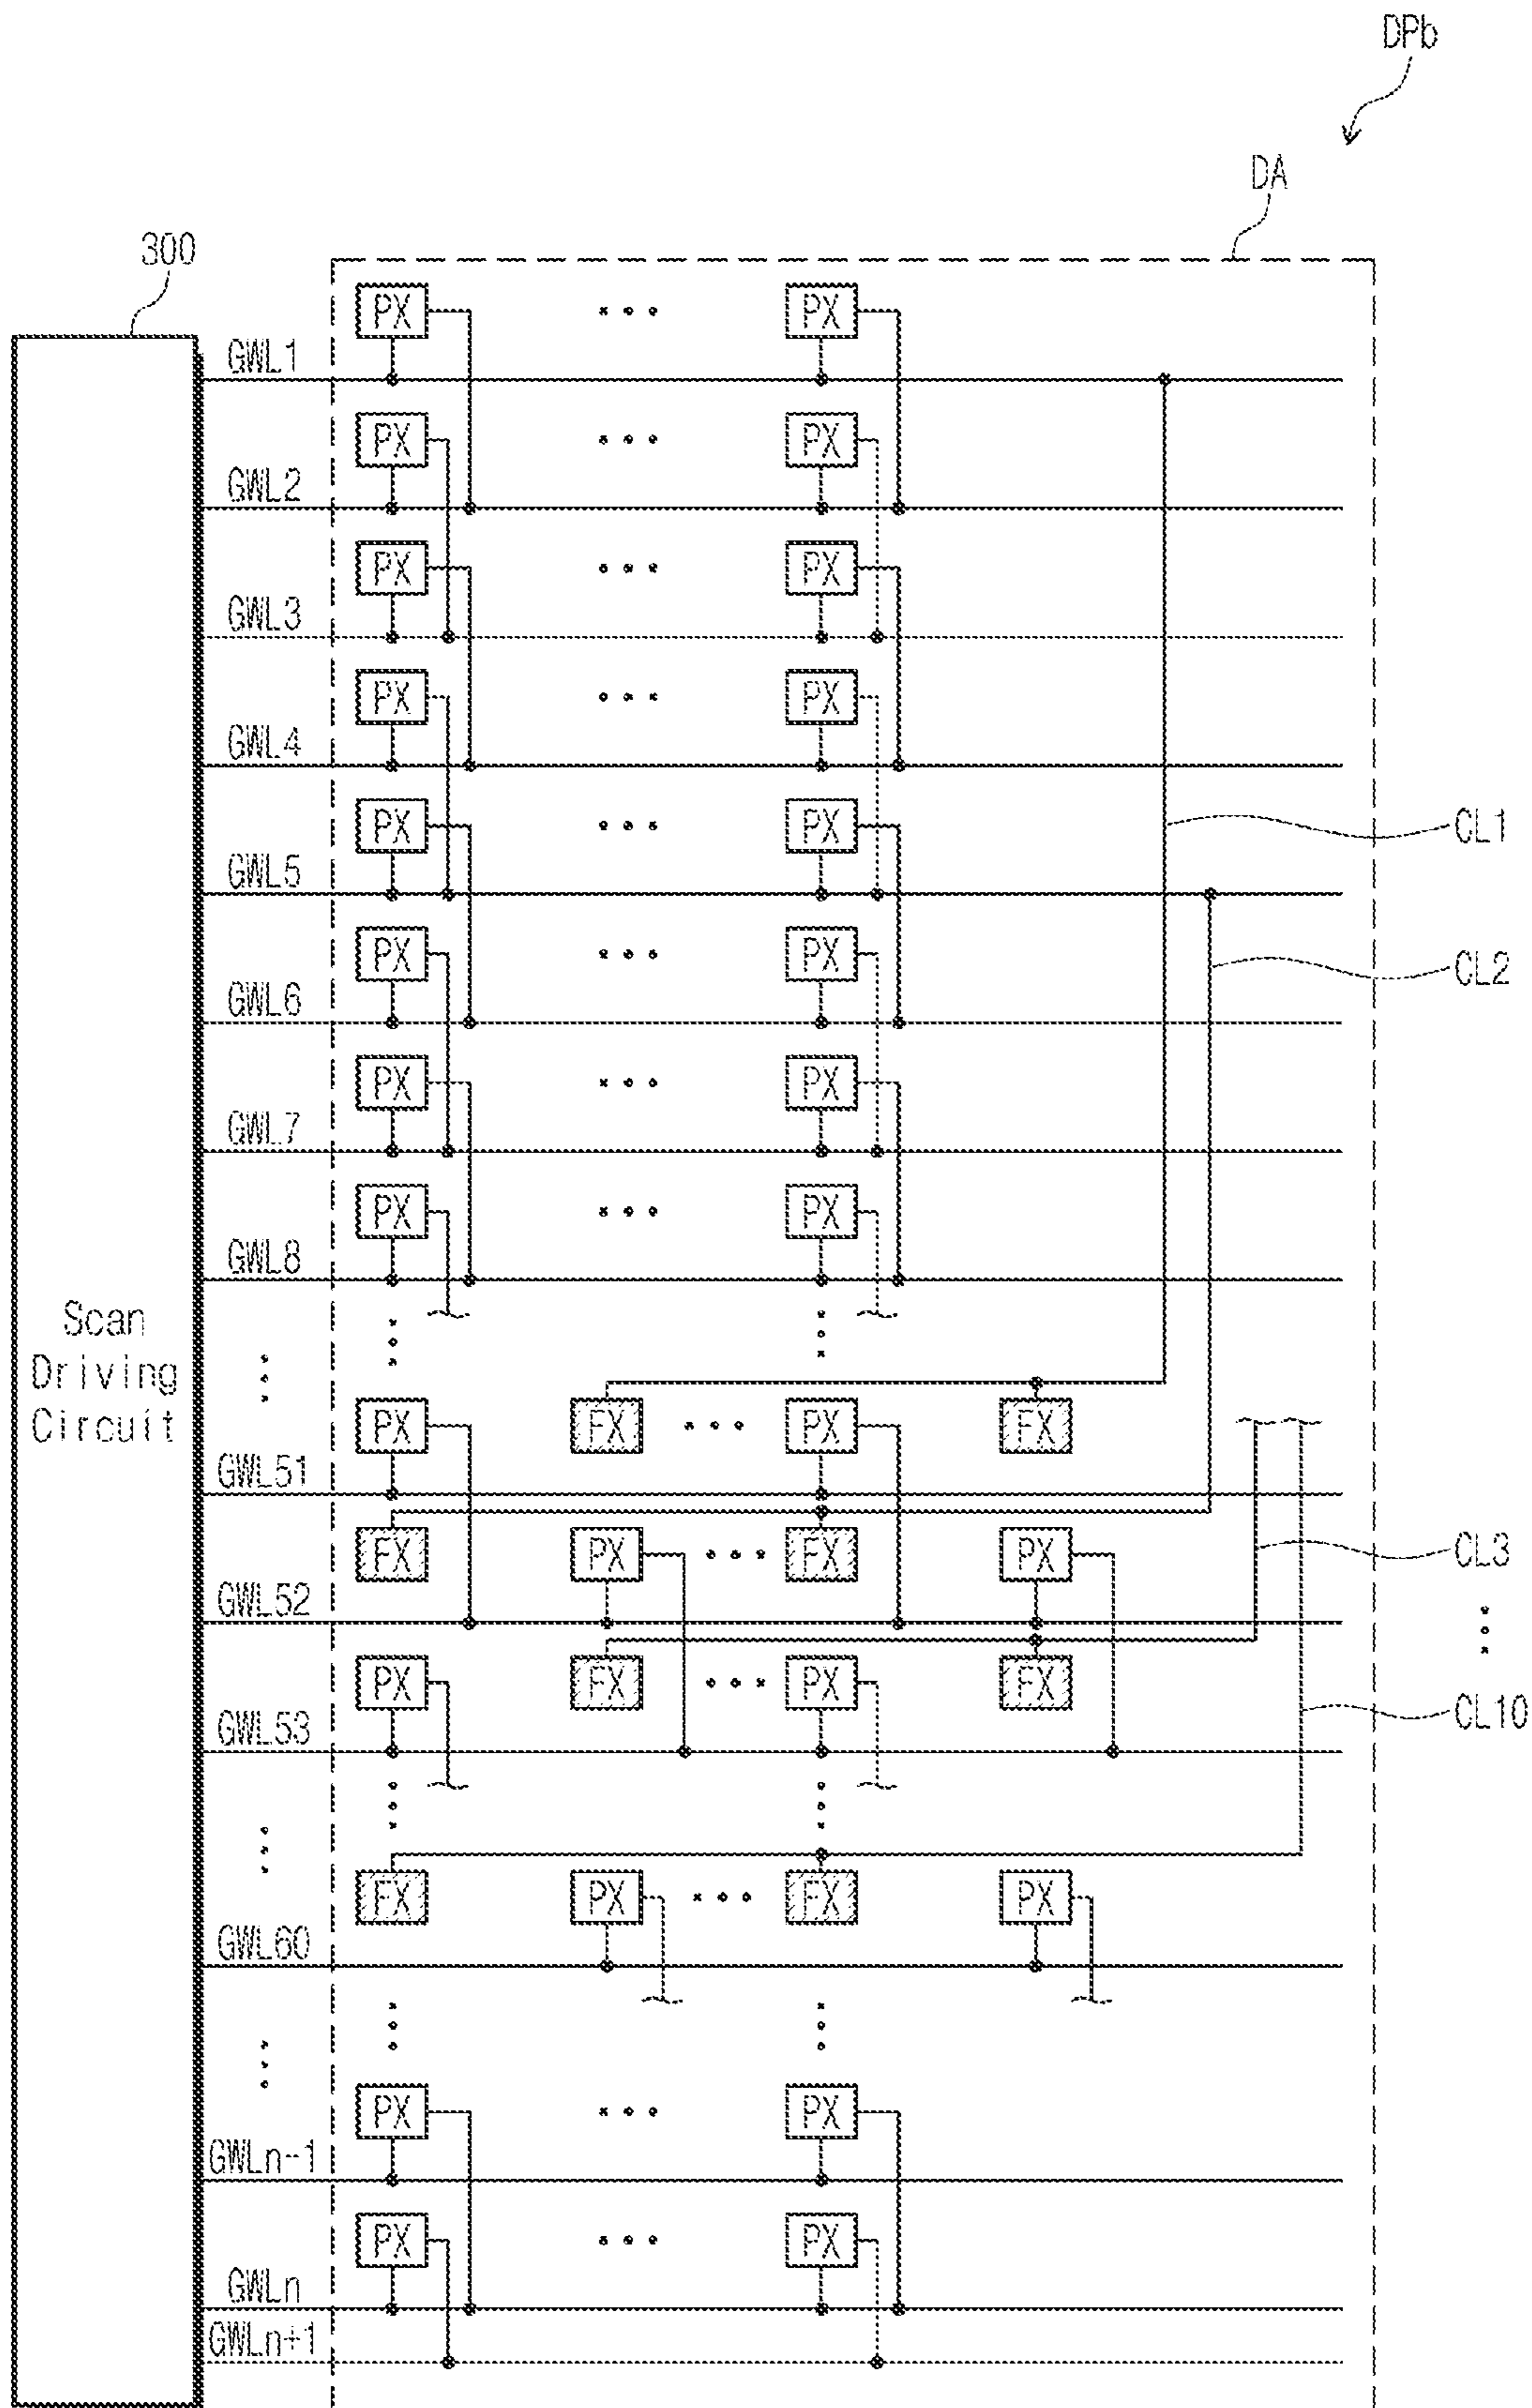 DPb
DA
300
PX PX
GWL1
PX PX
GWL2
PX PX
GWL3
PX PX
GWL4
PX PX
CL1
GWL5
PX PX
CL2
GWL6
PX PX
GWL7
PX PX
GWL8
Scan
Driving
Circuit
PX FX PX FX
GWL51
FX PX FX PX
CL3
GWL52
PX FX PX FX
CL10
GWL53
FX PX FX PX
GWL60
PX PX
GWLn-1
PX PX
GWLn
GWLn+1